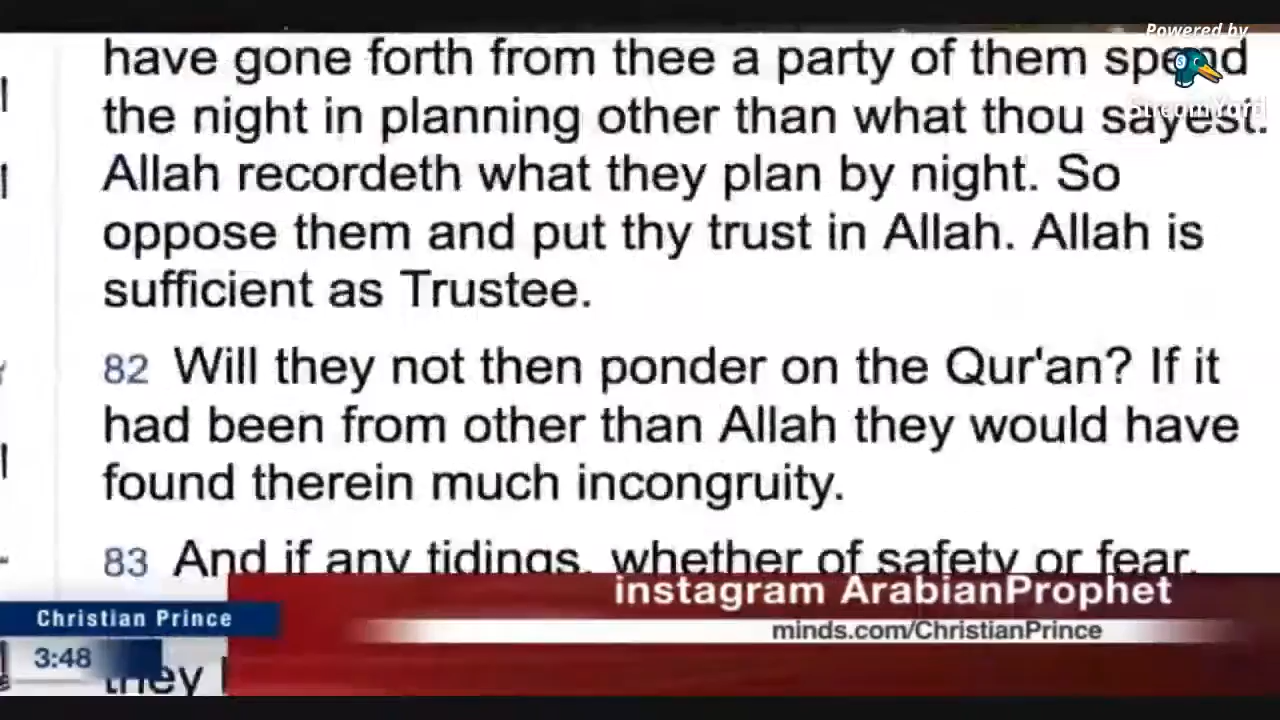 Powered by
StreamYard
have gone forth from thee a party of them spend
the night in planning other than what thou sayest.
Allah recordeth what they plan by night. So
oppose them and put thy trust in Allah. Allah is
sufficient as Trustee.
82 Will they not then ponder on the Qur'an? If it
had been from other than Allah they would have
found therein much incongruity.
83 And if any tidings, whether of safety or fear,
they
instagram ArabianProphet
minds.com/ChristianPrince
Christian Prince
3:48